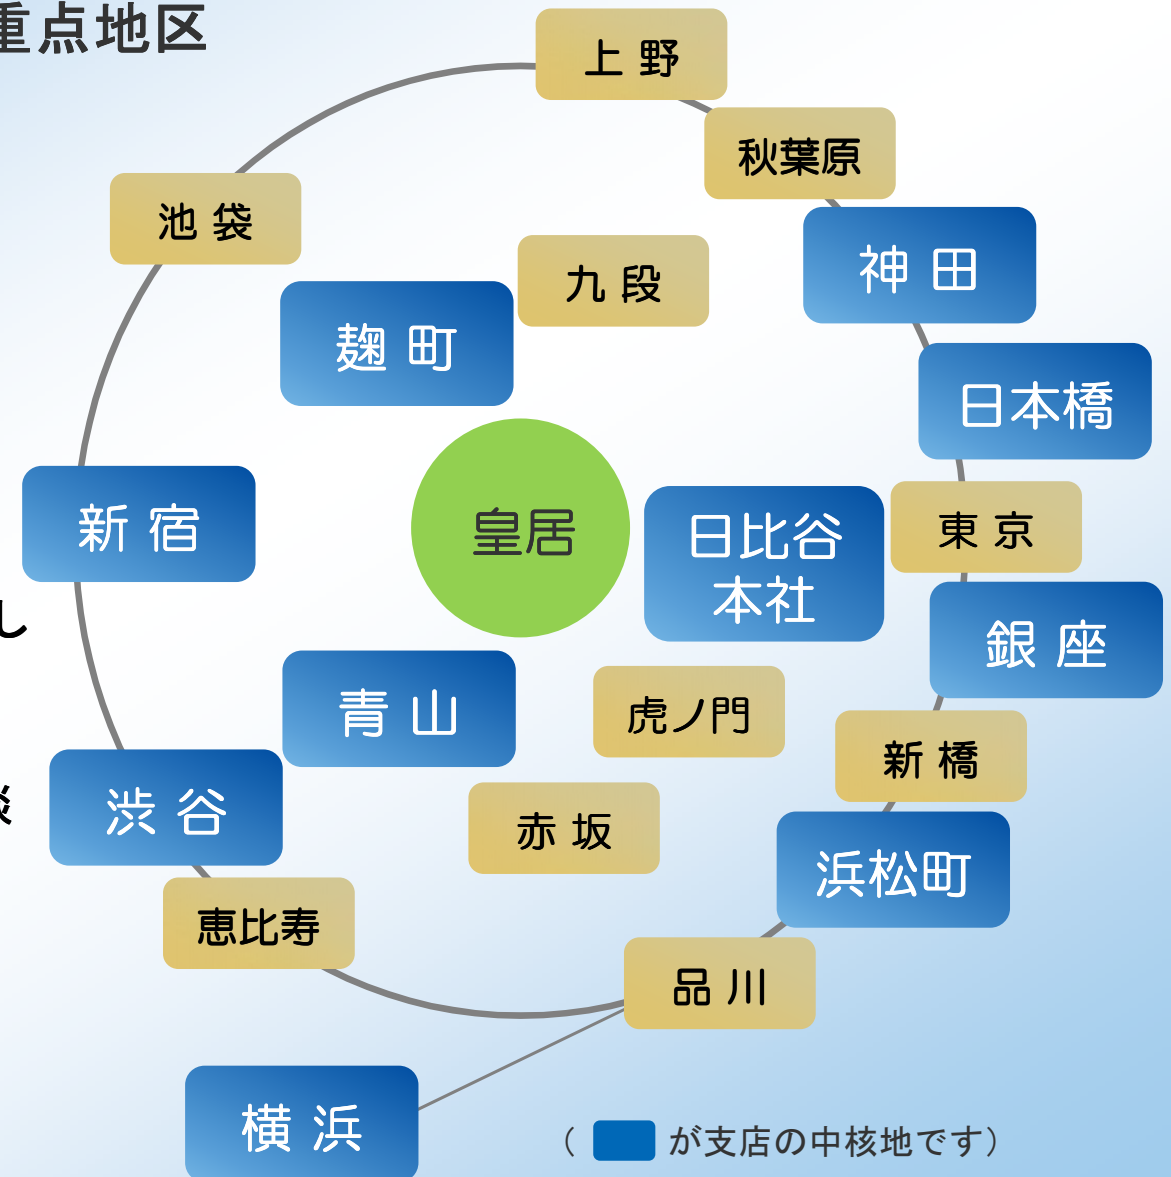 重点地区
上野
秋葉原
池袋
九段
神田
麹町
日本橋
新宿
皇居
日比谷
本社
東京
し
銀座
青山
虎ノ門
新橋
渋谷
赤坂
浜松町
恵比寿
品川
横浜
（ が支店の中核地です）